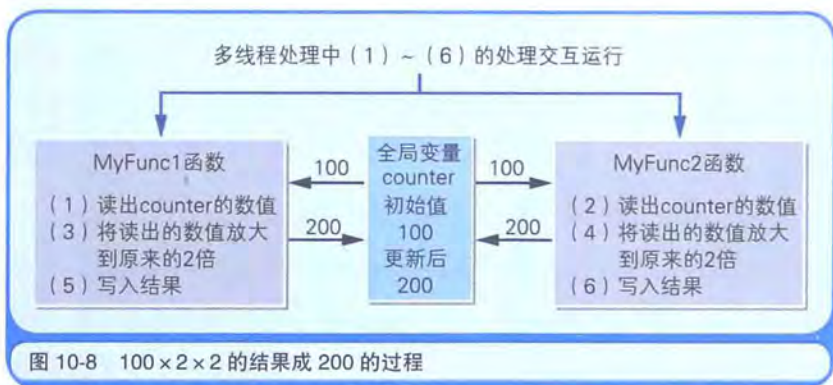 多线程处理中（1）~（6）的处理交互运行
MyFunc1函数
（1）读出counter的数值
（3）将读出的数值放大
到原来的2倍
（5）写入结果
100
200
全局变量
counter
初始值
100
更新后
200
100
200
MyFunc2函数
（2）读出counter的数值
（4）将读出的数值放大
到原来的2倍
（6）写入结果
图 10-8 100×2×2 的结果成 200 的过程